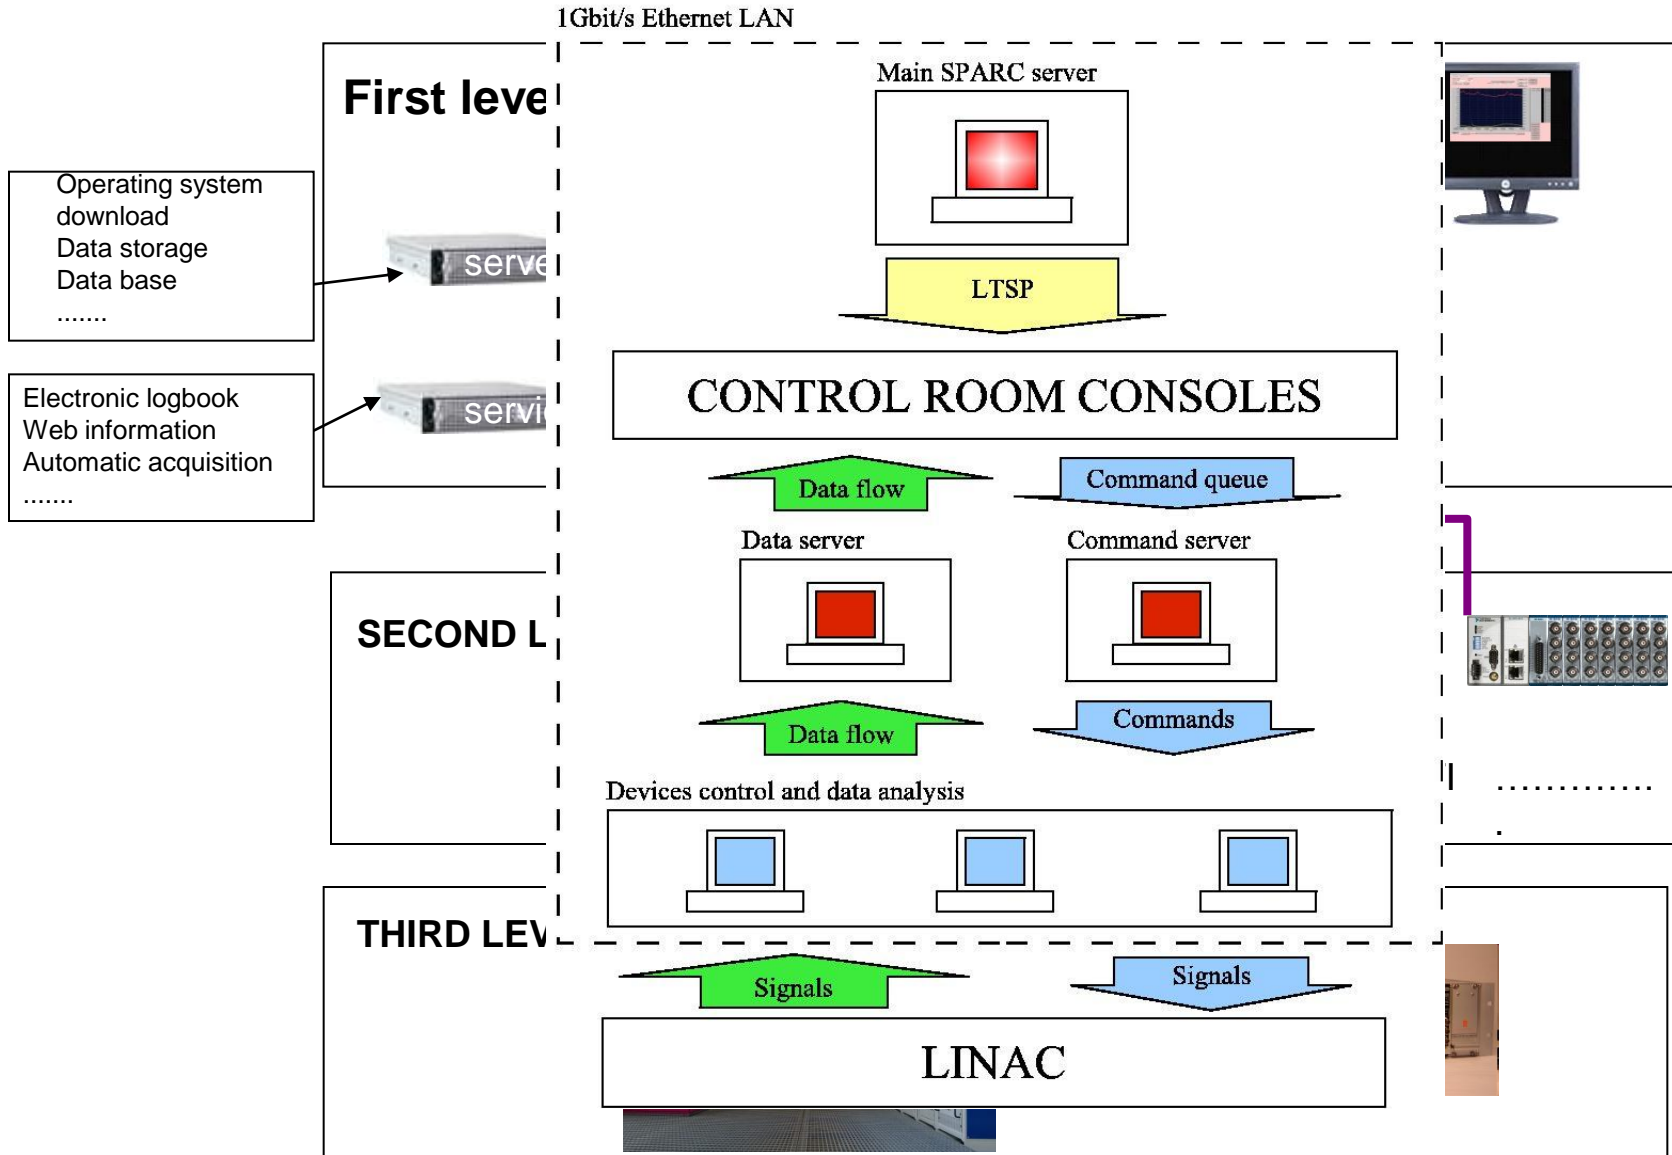 1Gbit/s Ethernet LAN
First leve
Main SPARC server
Operating system
download
Data storage
Data base
.......
serve
LTSP
Electronic logbook
Web information
Automatic acquisition
.......
servi
CONTROL ROOM CONSOLES
Data flow
Command queue
Data server
Command server
SECOND L
Data flow
Commands
Devices control and data analysis
l .............
.
THIRD LEV
Signals
Signals
LINAC